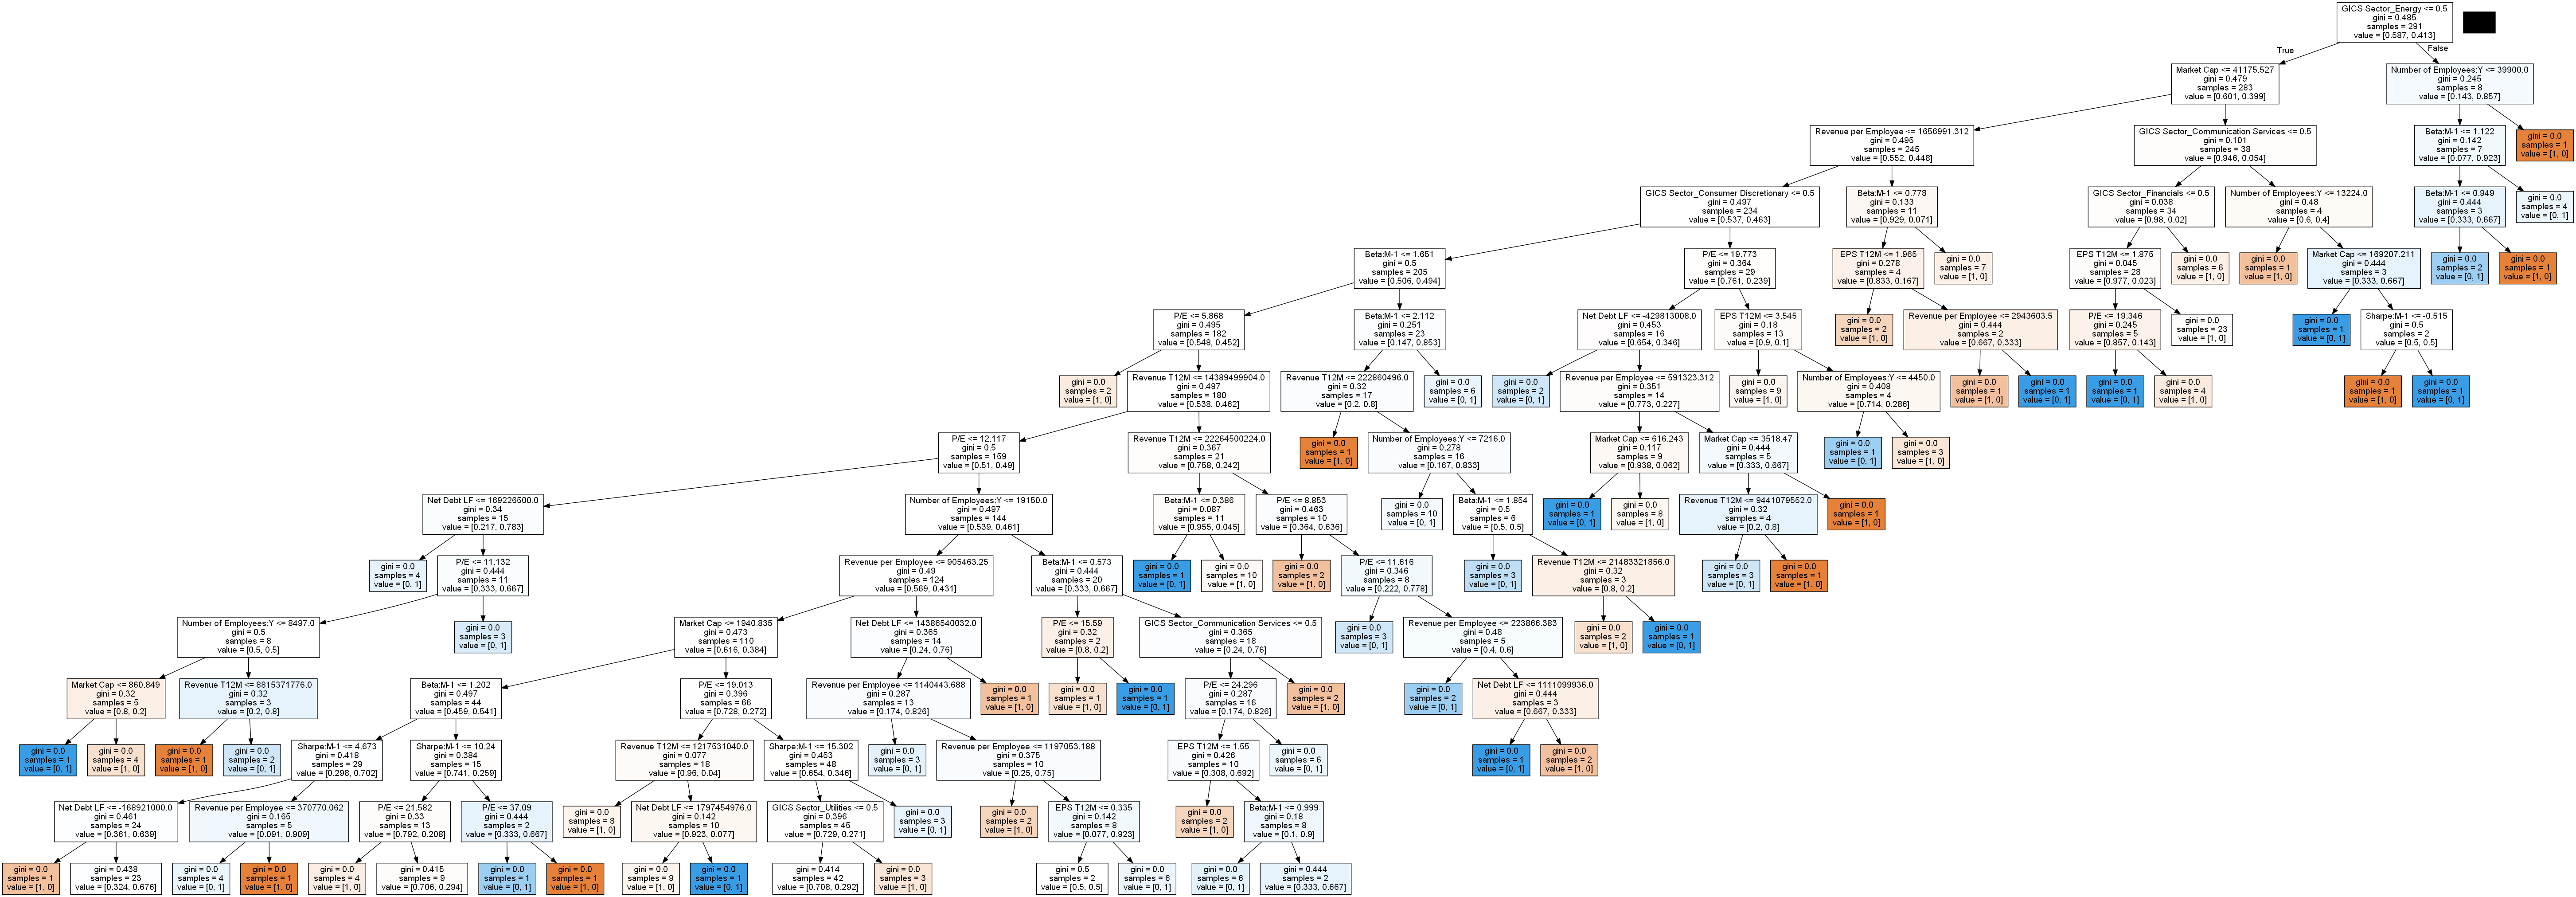 GICS Sector_Energy <= 0.5
gini = 0.485
samples = 291
value = [0.587, 0.413]
True
False
Market Cap <= 41175.527
gini = 0.479
samples = 283
value = [0.601, 0.399]
Number of Employees:Y <= 39900.0
gini = 0.245
samples = 8
value = [0.143, 0.857]
Revenue per Employee <= 1656991.312
gini = 0.495
samples = 245
value = [0.552, 0.448]
GICS Sector_Communication Services <= 0.5
gini = 0.101
samples = 38
value = [0.946, 0.054]
Beta:M-1 <= 1.122
gini = 0.142
samples = 7
value = [0.077, 0.923]
gini = 0.0
samples = 1
value = [1, 0]
GICS Sector_Consumer Discretionary <= 0.5
gini = 0.497
samples = 234
value = [0.537, 0.463]
Beta:M-1 <= 0.778
gini = 0.133
samples = 11
value = [0.929, 0.071]
GICS Sector_Financials <= 0.5
gini = 0.038
samples = 34
value = [0.98, 0.02]
Number of Employees:Y <= 13224.0
gini = 0.48
samples = 4
value = [0.6, 0.4]
Beta:M-1 <= 0.949
gini = 0.444
samples = 3
value = [0.333, 0.667]
gini = 0.0
samples = 4
value = [0, 1]
Beta:M-1 <= 1.651
gini = 0.5
samples = 205
value = [0.506, 0.494]
P/E <= 19.773
gini = 0.364
samples = 29
value = [0.761, 0.239]
EPS T12M <= 1.965
gini = 0.278
samples = 4
value = [0.833, 0.167]
gini = 0.0
samples = 7
value = [1, 0]
EPS T12M <= 1.875
gini = 0.045
samples = 28
value = [0.977, 0.023]
gini = 0.0
samples = 6
value = [1, 0]
gini = 0.0
samples = 1
value = [1, 0]
Market Cap <= 169207.211
gini = 0.444
samples = 3
value = [0.333, 0.667]
gini = 0.0
samples = 2
value = [0, 1]
gini = 0.0
samples = 1
value = [1, 0]
P/E <= 5.868
gini = 0.495
samples = 182
value = [0.548, 0.452]
Beta:M-1 <= 2.112
gini = 0.251
samples = 23
value = [0.147, 0.853]
Net Debt LF <= -429813008.0
gini = 0.453
samples = 16
value = [0.654, 0.346]
EPS T12M <= 3.545
gini = 0.18
samples = 13
value = [0.9, 0.1]
gini = 0.0
samples = 2
value = [1, 0]
Revenue per Employee <= 2943603.5
gini = 0.444
samples = 2
value = [0.667, 0.333]
P/E <= 19.346
gini = 0.245
samples = 5
value = [0.857, 0.143]
gini = 0.0
samples = 23
value = [1, 0]
gini = 0.0
samples = 1
value = [0, 1]
Sharpe:M-1 <= -0.515
gini = 0.5
samples = 2
value = [0.5, 0.5]
gini = 0.0
samples = 2
value = [1, 0]
Revenue T12M <= 14389499904.0
gini = 0.497
samples = 180
value = [0.538, 0.462]
Revenue T12M <= 222860496.0
gini = 0.32
samples = 17
value = [0.2, 0.8]
gini = 0.0
samples = 6
value = [0, 1]
gini = 0.0
samples = 2
value = [0, 1]
Revenue per Employee <= 591323.312
gini = 0.351
samples = 14
value = [0.773, 0.227]
gini = 0.0
samples = 9
value = [1, 0]
Number of Employees:Y <= 4450.0
gini = 0.408
samples = 4
value = [0.714, 0.286]
gini = 0.0
samples = 1
value = [1, 0]
gini = 0.0
samples = 1
value = [0, 1]
gini = 0.0
samples = 1
value = [0, 1]
gini = 0.0
samples = 4
value = [1, 0]
gini = 0.0
samples = 1
value = [1, 0]
gini = 0.0
samples = 1
value = [0, 1]
P/E <= 12.117
gini = 0.5
samples = 159
value = [0.51, 0.49]
Revenue T12M <= 22264500224.0
gini = 0.367
samples = 21
value = [0.758, 0.242]
gini = 0.0
samples = 1
value = [1, 0]
Number of Employees:Y <= 7216.0
gini = 0.278
samples = 16
value = [0.167, 0.833]
Market Cap <= 616.243
gini = 0.117
samples = 9
value = [0.938, 0.062]
Market Cap <= 3518.47
gini = 0.444
samples = 5
value = [0.333, 0.667]
gini = 0.0
samples = 1
value = [0, 1]
gini = 0.0
samples = 3
value = [1, 0]
Net Debt LF <= 169226500.0
gini = 0.34
samples = 15
value = [0.217, 0.783]
Number of Employees:Y <= 19150.0
gini = 0.497
samples = 144
value = [0.539, 0.461]
Beta:M-1 <= 0.386
gini = 0.087
samples = 11
value = [0.955, 0.045]
P/E <= 8.853
gini = 0.463
samples = 10
value = [0.364, 0.636]
gini = 0.0
samples = 10
value = [0, 1]
Beta:M-1 <= 1.854
gini = 0.5
samples = 6
value = [0.5, 0.5]
gini = 0.0
samples = 1
value = [0, 1]
gini = 0.0
samples = 8
value = [1, 0]
Revenue T12M <= 9441079552.0
gini = 0.32
samples = 4
value = [0.2, 0.8]
gini = 0.0
samples = 1
value = [1, 0]
gini = 0.0
samples = 4
value = [0, 1]
P/E <= 11.132
gini = 0.444
samples = 11
value = [0.333, 0.667]
Revenue per Employee <= 905463.25
gini = 0.49
samples = 124
value = [0.569, 0.431]
Beta:M-1 <= 0.573
gini = 0.444
samples = 20
value = [0.333, 0.667]
gini = 0.0
samples = 1
value = [0, 1]
gini = 0.0
samples = 10
value = [1, 0]
gini = 0.0
samples = 2
value = [1, 0]
P/E <= 11.616
gini = 0.346
samples = 8
value = [0.222, 0.778]
gini = 0.0
samples = 3
value = [0, 1]
Revenue T12M <= 21483321856.0
gini = 0.32
samples = 3
value = [0.8, 0.2]
gini = 0.0
samples = 3
value = [0, 1]
gini = 0.0
samples = 1
value = [1, 0]
Number of Employees:Y <= 8497.0
gini = 0.5
samples = 8
value = [0.5, 0.5]
gini = 0.0
samples = 3
value = [0, 1]
Market Cap <= 1940.835
gini = 0.473
samples = 110
value = [0.616, 0.384]
Net Debt LF <= 14386540032.0
gini = 0.365
samples = 14
value = [0.24, 0.76]
P/E <= 15.59
gini = 0.32
samples = 2
value = [0.8, 0.2]
GICS Sector_Communication Services <= 0.5
gini = 0.365
samples = 18
value = [0.24, 0.76]
gini = 0.0
samples = 3
value = [0, 1]
Revenue per Employee <= 223866.383
gini = 0.48
samples = 5
value = [0.4, 0.6]
gini = 0.0
samples = 2
value = [1, 0]
gini = 0.0
samples = 1
value = [0, 1]
Market Cap <= 860.849
gini = 0.32
samples = 5
value = [0.8, 0.2]
Revenue T12M <= 8815371776.0
gini = 0.32
samples = 3
value = [0.2, 0.8]
Beta:M-1 <= 1.202
gini = 0.497
samples = 44
value = [0.459, 0.541]
P/E <= 19.013
gini = 0.396
samples = 66
value = [0.728, 0.272]
Revenue per Employee <= 1140443.688
gini = 0.287
samples = 13
value = [0.174, 0.826]
gini = 0.0
samples = 1
value = [1, 0]
gini = 0.0
samples = 1
value = [1, 0]
gini = 0.0
samples = 1
value = [0, 1]
P/E <= 24.296
gini = 0.287
samples = 16
value = [0.174, 0.826]
gini = 0.0
samples = 2
value = [1, 0]
gini = 0.0
samples = 2
value = [0, 1]
Net Debt LF <= 1111099936.0
gini = 0.444
samples = 3
value = [0.667, 0.333]
gini = 0.0
samples = 1
value = [0, 1]
gini = 0.0
samples = 4
value = [1, 0]
gini = 0.0
samples = 1
value = [1, 0]
gini = 0.0
samples = 2
value = [0, 1]
Sharpe:M-1 <= 4.673
gini = 0.418
samples = 29
value = [0.298, 0.702]
Sharpe:M-1 <= 10.24
gini = 0.384
samples = 15
value = [0.741, 0.259]
Revenue T12M <= 1217531040.0
gini = 0.077
samples = 18
value = [0.96, 0.04]
Sharpe:M-1 <= 15.302
gini = 0.453
samples = 48
value = [0.654, 0.346]
gini = 0.0
samples = 3
value = [0, 1]
Revenue per Employee <= 1197053.188
gini = 0.375
samples = 10
value = [0.25, 0.75]
EPS T12M <= 1.55
gini = 0.426
samples = 10
value = [0.308, 0.692]
gini = 0.0
samples = 6
value = [0, 1]
gini = 0.0
samples = 1
value = [0, 1]
gini = 0.0
samples = 2
value = [1, 0]
Net Debt LF <= -168921000.0
gini = 0.461
samples = 24
value = [0.361, 0.639]
Revenue per Employee <= 370770.062
gini = 0.165
samples = 5
value = [0.091, 0.909]
P/E <= 21.582
gini = 0.33
samples = 13
value = [0.792, 0.208]
P/E <= 37.09
gini = 0.444
samples = 2
value = [0.333, 0.667]
gini = 0.0
samples = 8
value = [1, 0]
Net Debt LF <= 1797454976.0
gini = 0.142
samples = 10
value = [0.923, 0.077]
GICS Sector_Utilities <= 0.5
gini = 0.396
samples = 45
value = [0.729, 0.271]
gini = 0.0
samples = 3
value = [0, 1]
gini = 0.0
samples = 2
value = [1, 0]
EPS T12M <= 0.335
gini = 0.142
samples = 8
value = [0.077, 0.923]
gini = 0.0
samples = 2
value = [1, 0]
Beta:M-1 <= 0.999
gini = 0.18
samples = 8
value = [0.1, 0.9]
gini = 0.0
samples = 1
value = [1, 0]
gini = 0.438
samples = 23
value = [0.324, 0.676]
gini = 0.0
samples = 4
value = [0, 1]
gini = 0.0
samples = 1
value = [1, 0]
gini = 0.0
samples = 4
value = [1, 0]
gini = 0.415
samples = 9
value = [0.706, 0.294]
gini = 0.0
samples = 1
value = [0, 1]
gini = 0.0
samples = 1
value = [1, 0]
gini = 0.0
samples = 9
value = [1, 0]
gini = 0.0
samples = 1
value = [0, 1]
gini = 0.414
samples = 42
value = [0.708, 0.292]
gini = 0.0
samples = 3
value = [1, 0]
gini = 0.5
samples = 2
value = [0.5, 0.5]
gini = 0.0
samples = 6
value = [0, 1]
gini = 0.0
samples = 6
value = [0, 1]
gini = 0.444
samples = 2
value = [0.333, 0.667]